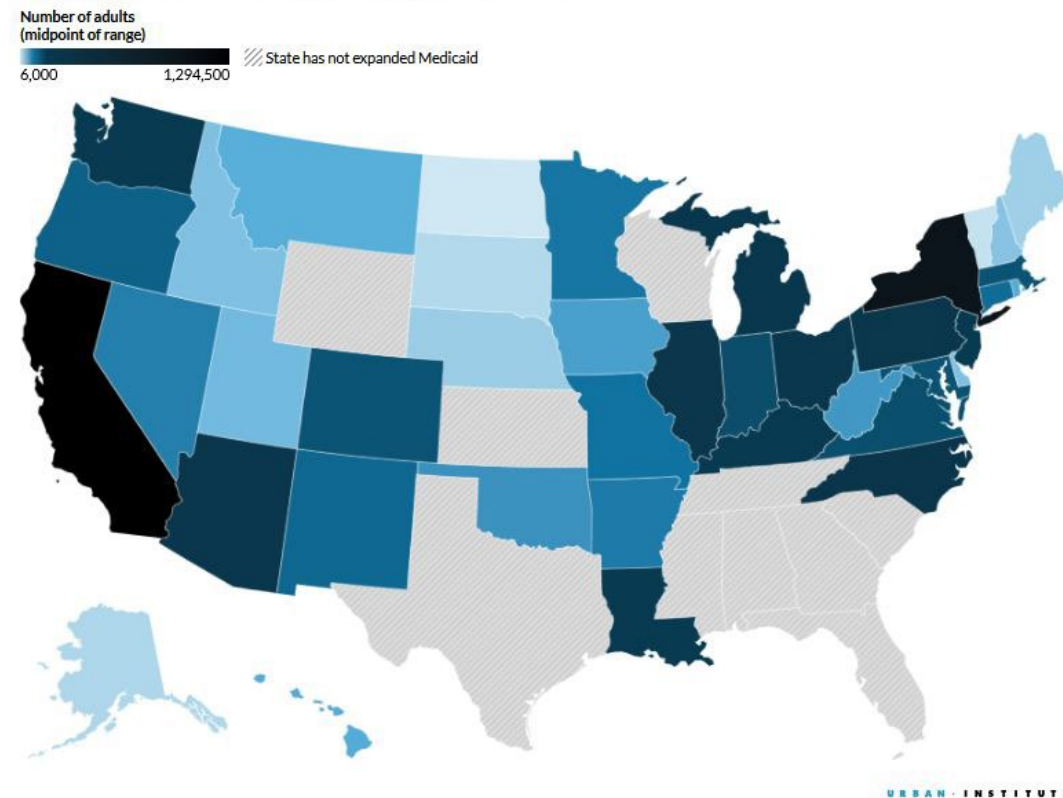 Number of adults
(midpoint of range)
6,000 1,294,500
State has not expanded Medicaid
URBAN · INSTITUT